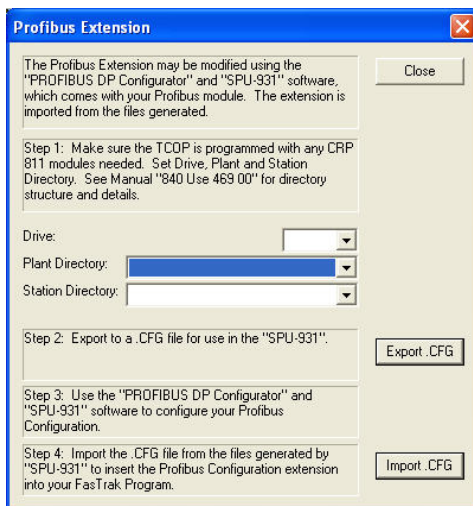 Profibus Extension
The Profibus Extension may be modified using the
"PROFIBUS DP Configurator" and "SPU-931" software,
which comes with your Profibus module. The extension is
imported from the files generated.
Close
Step 1: Make sure the TCOP is programmed with any CRP
811 modules needed. Set Drive, Plant and Station
Directory. See Manual "840 Use 469 00" for directory
structure and details.
Drive:
Plant Directory:
Station Directory:
Step 2: Export to a .CFG file for use in the "SPU-931".
Export .CFG
Step 3: Use the "PROFIBUS DP Configurator" and
"SPU-931" software to configure your Profibus
Configuration.
Step 4: Import the .CFG file from the files generated by
"SPU-931" to insert the Profibus Configuration extension
into your FasTrak Program.
Import .CFG